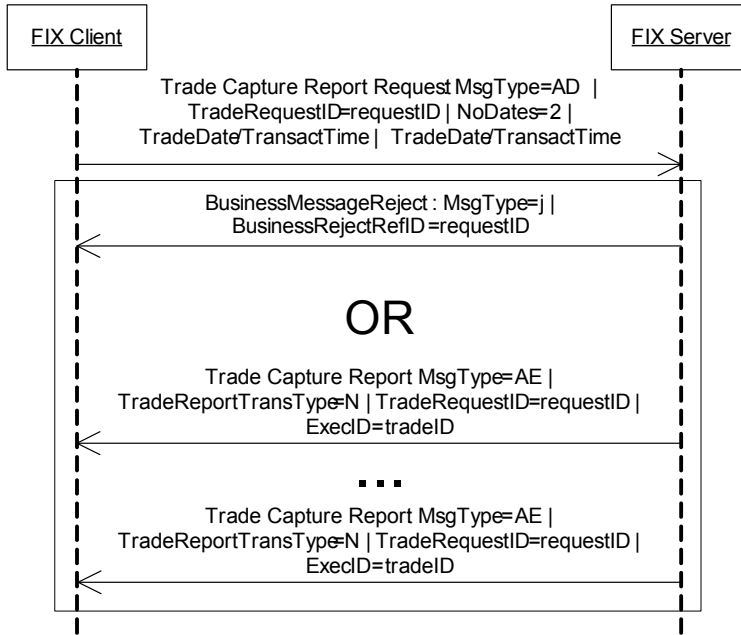 FIX Client
FIX Server
Trade Capture Report Request MsgType=AD |
TradeRequestID=requestID | NoDates=2 |
TradeDate/TransactTime | TradeDate/TransactTime
BusinessMessageReject : MsgType=j |
BusinessRejectRefID=requestID
OR
Trade Capture Report MsgType=AE |
TradeReportTransType=N | TradeRequestID=requestID |
ExecID=tradeID
...
Trade Capture Report MsgType=AE |
TradeReportTransType=N | TradeRequestID=requestID |
ExecID=tradeID